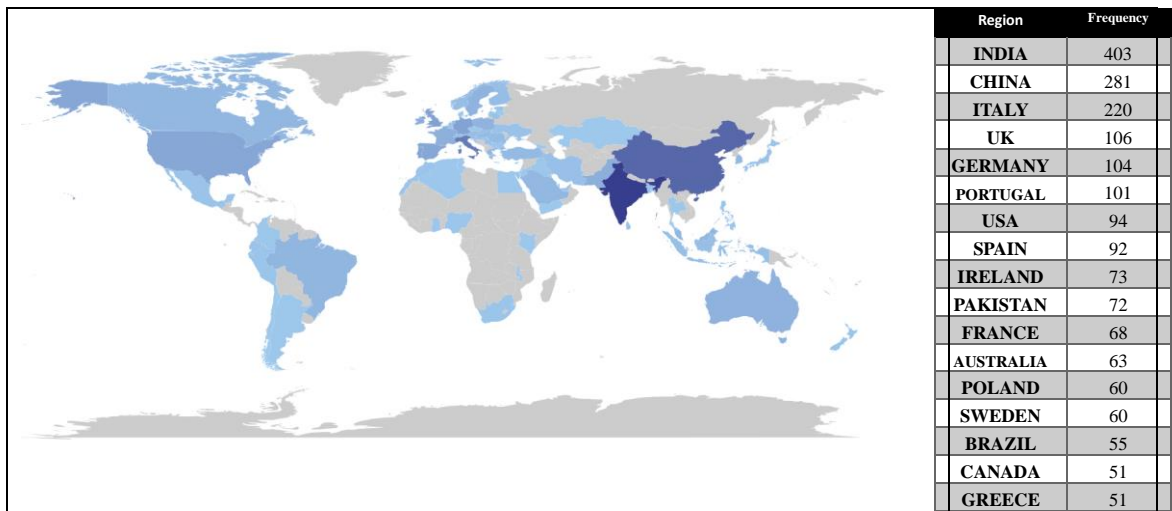 Region Frequency
INDIA 403
CHINA 281
ITALY 220
UK 106
GERMANY 104
PORTUGAL 101
USA 94
SPAIN 92
IRELAND 73
PAKISTAN 72
FRANCE 68
AUSTRALIA 63
POLAND 60
SWEDEN 60
BRAZIL 55
CANADA 51
GREECE 51